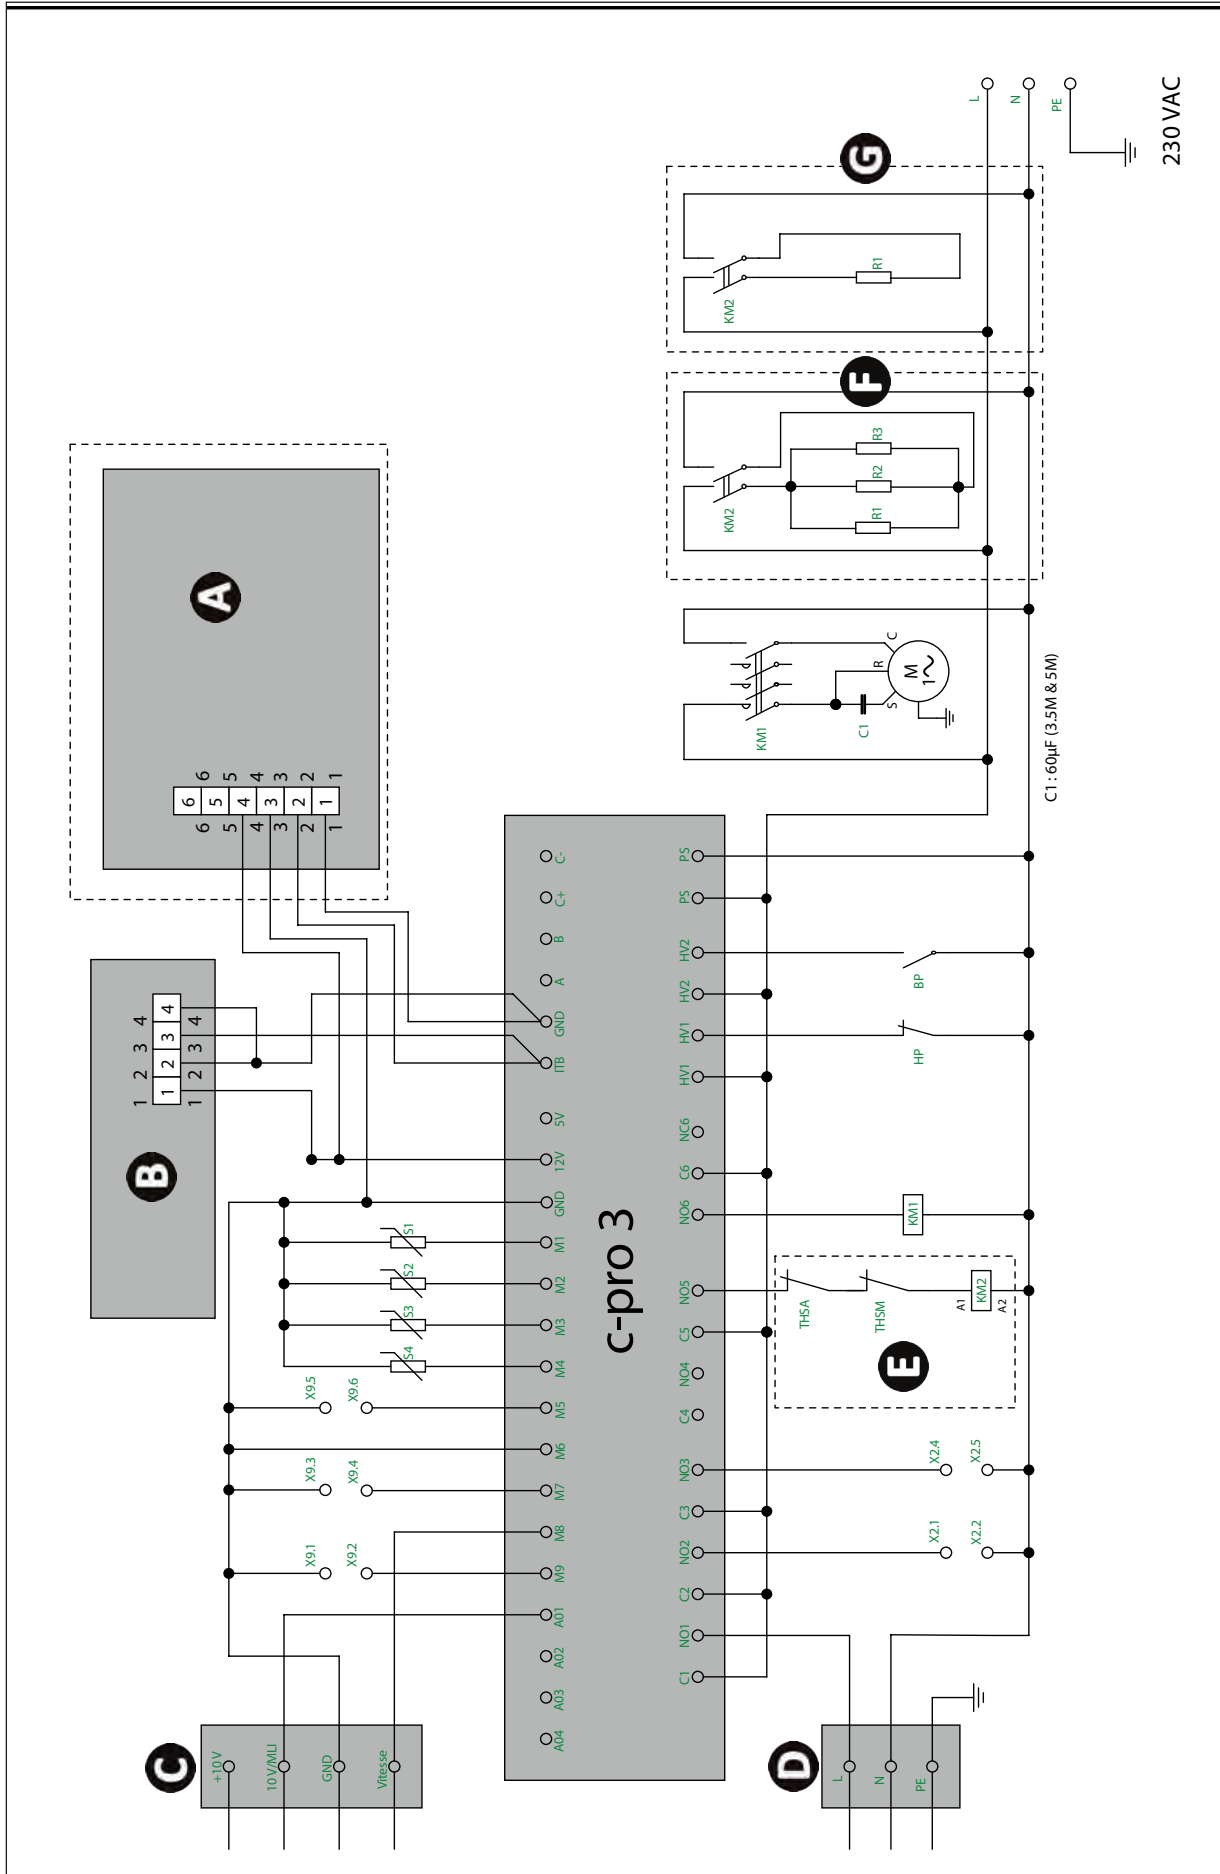 C
+10 V
10 V/MLI
GND
Vitesse
B
1 2 3 4
1 2 3 4
1 2 3 4
A
6 6 6
5 5 5
4 4 4
3 3 3
2 2 2
1 1 1
X9.1
X9.2
X9.3
X9.4
X9.5
X9.6
S4
S3
S2
S1
A04 A03 A02 A01 M9 M8 M7 M6 M5 M4 M3 M2 M1 GND 12V 5V ITB GND A B C+ C-
c-pro 3
C1 NO1 C2 NO2 C3 NO3 C4 NO4 C5 NO5 NO6 C6 NC6 HV1 HV1 HV2 HV2 PS PS
D
L
N
PE
X2.1
X2.2
X2.4
X2.5
E
THSA
THSM
A1
KM2
A2
KM1
HP
BP
KM1
C1
S
R
C
M
1
C1 : 60µF (3.5M & 5M)
F
KM2
R1
R2
R3
G
KM2
R1
L
N
PE
230 VAC